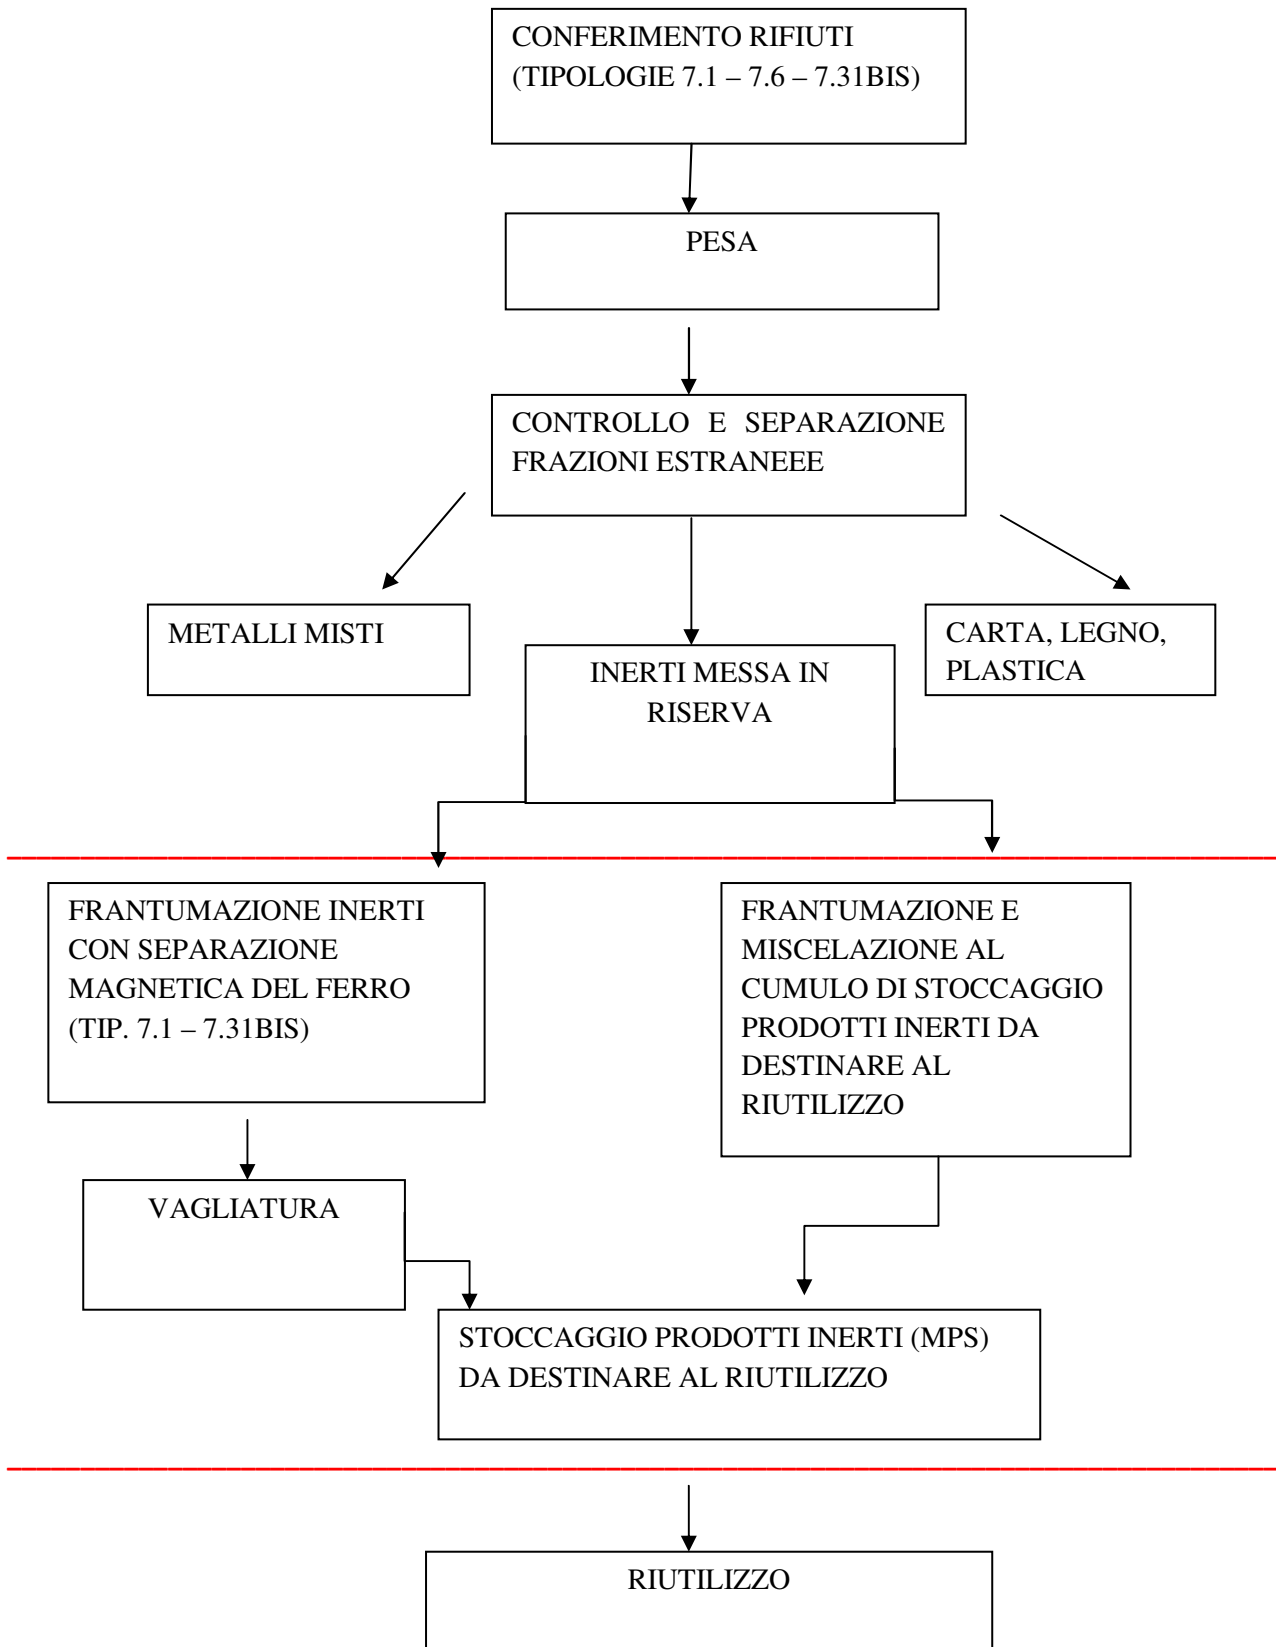 CONFERIMENTO RIFIUTI
(TIPOLOGIE 7.1 – 7.6 – 7.31BIS)
PESA
CONTROLLO E SEPARAZIONE
FRAZIONI ESTRANEEE
METALLI MISTI
INERTI MESSA IN
RISERVA
CARTA, LEGNO,
PLASTICA
FRANTUMAZIONE INERTI
CON SEPARAZIONE
MAGNETICA DEL FERRO
(TIP. 7.1 – 7.31BIS)
FRANTUMAZIONE E
MISCELAZIONE AL
CUMULO DI STOCCAGGIO
PRODOTTI INERTI DA
DESTINARE AL
RIUTILIZZO
VAGLIATURA
STOCCAGGIO PRODOTTI INERTI (MPS)
DA DESTINARE AL RIUTILIZZO
RIUTILIZZO